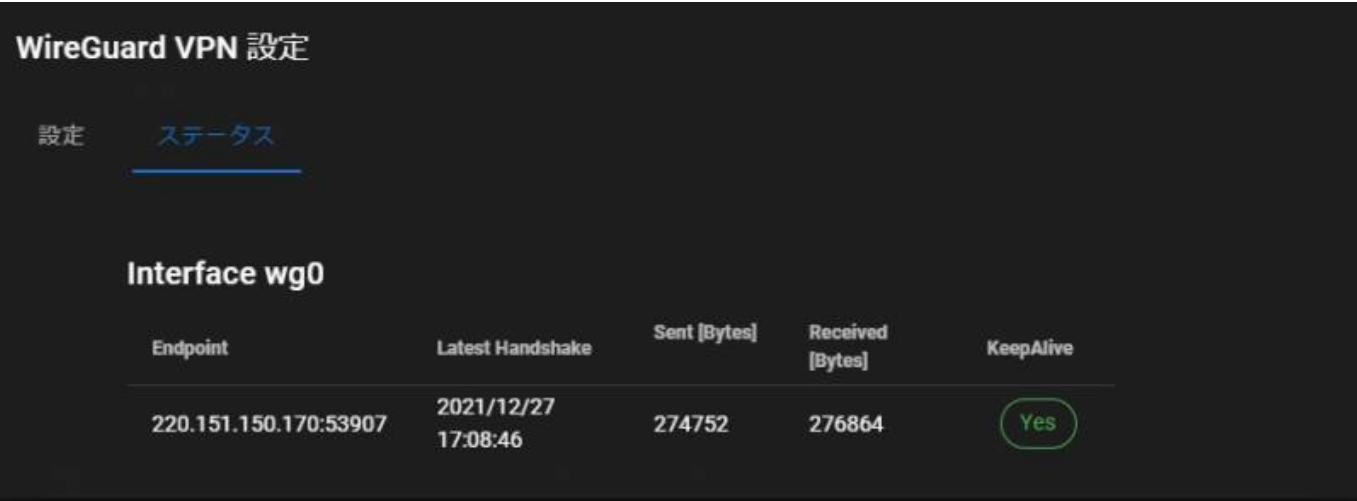 WireGuard VPN 設定
設定 ステータス
Interface wg0
Endpoint Latest Handshake Sent [Bytes] Received [Bytes] KeepAlive
220.151.150.170:53907 2021/12/27 17:08:46 274752 276864 Yes